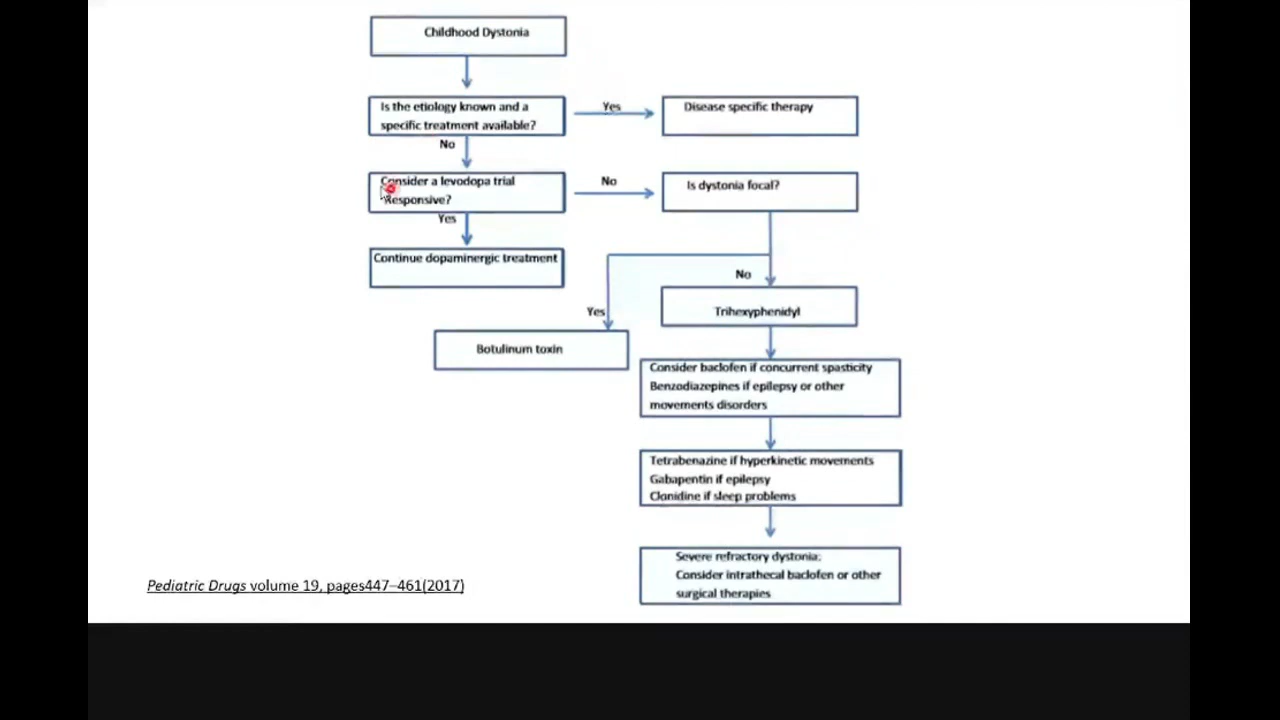 Childhood Dystonia
Is the etiology known and a
specific treatment available?
Yes
Disease specific therapy
No
Consider a levodopa trial
Responsive?
No
Is dystonia focal?
Yes
Continue dopaminergic treatment
No
Yes
Trihexyphenidyl
Botulinum toxin
Consider baclofen if concurrent spasticity
Benzodiazepines if epilepsy or other
movements disorders
Tetrabenazine if hyperkinetic movements
Gabapentin if epilepsy
Clonidine if sleep problems
Severe refractory dystonia:
Consider intrathecal baclofen or other
surgical therapies
Pediatric Drugs volume 19, pages447–461(2017)